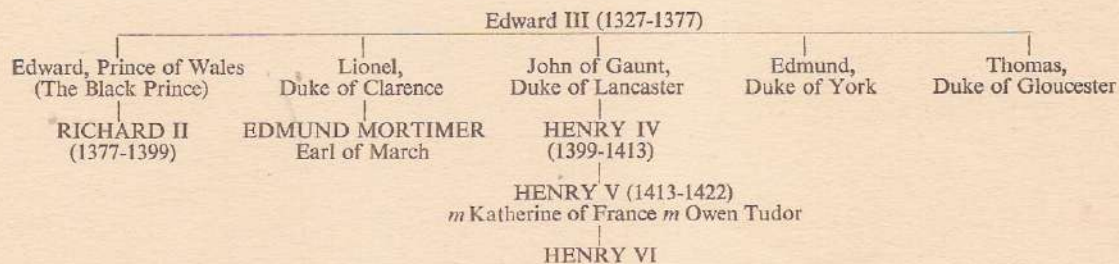 Edward III (1327-1377)
Edward, Prince of Wales
(The Black Prince)
Lionel,
Duke of Clarence
John of Gaunt,
Duke of Lancaster
Edmund,
Duke of York
Thomas,
Duke of Gloucester
RICHARD II
(1377-1399)
EDMUND MORTIMER
Earl of March
HENRY IV
(1399-1413)
HENRY V (1413-1422)
m Katherine of France m Owen Tudor
HENRY VI